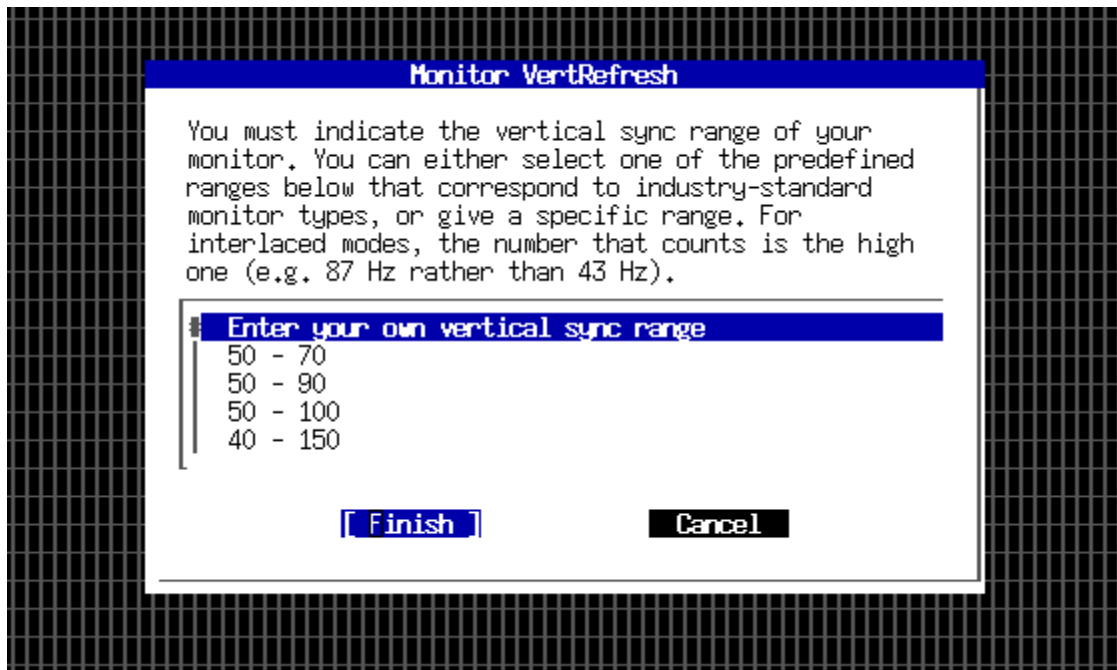 Monitor VertRefresh
You must indicate the vertical sync range of your
monitor. You can either select one of the predefined
ranges below that correspond to industry-standard
monitor types, or give a specific range. For
interlaced modes, the number that counts is the high
one (e.g. 87 Hz rather than 43 Hz).
# Enter your own vertical sync range
50 - 70
50 - 90
50 - 100
40 - 150
[ Finish ] Cancel